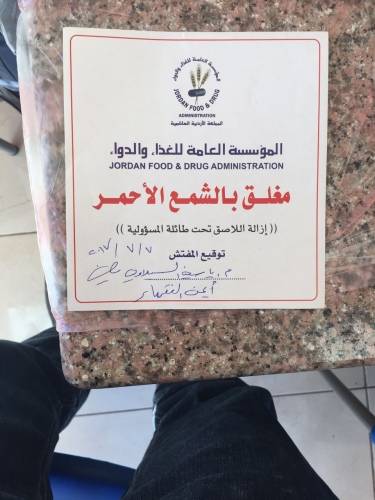 المؤسسة العامة للغذاء والدواء
JORDAN FOOD & DRUG
ADMINISTRATION
المملكة الأردنية الهاشمية
المؤسسة العامة للغذاء والدواء
JORDAN FOOD & DRUG ADMINISTRATION
مغلق بالشمع الأحمر
((إزالة اللاصق تحت طائلة المسؤولية))
توقيع المفتش
أيمن